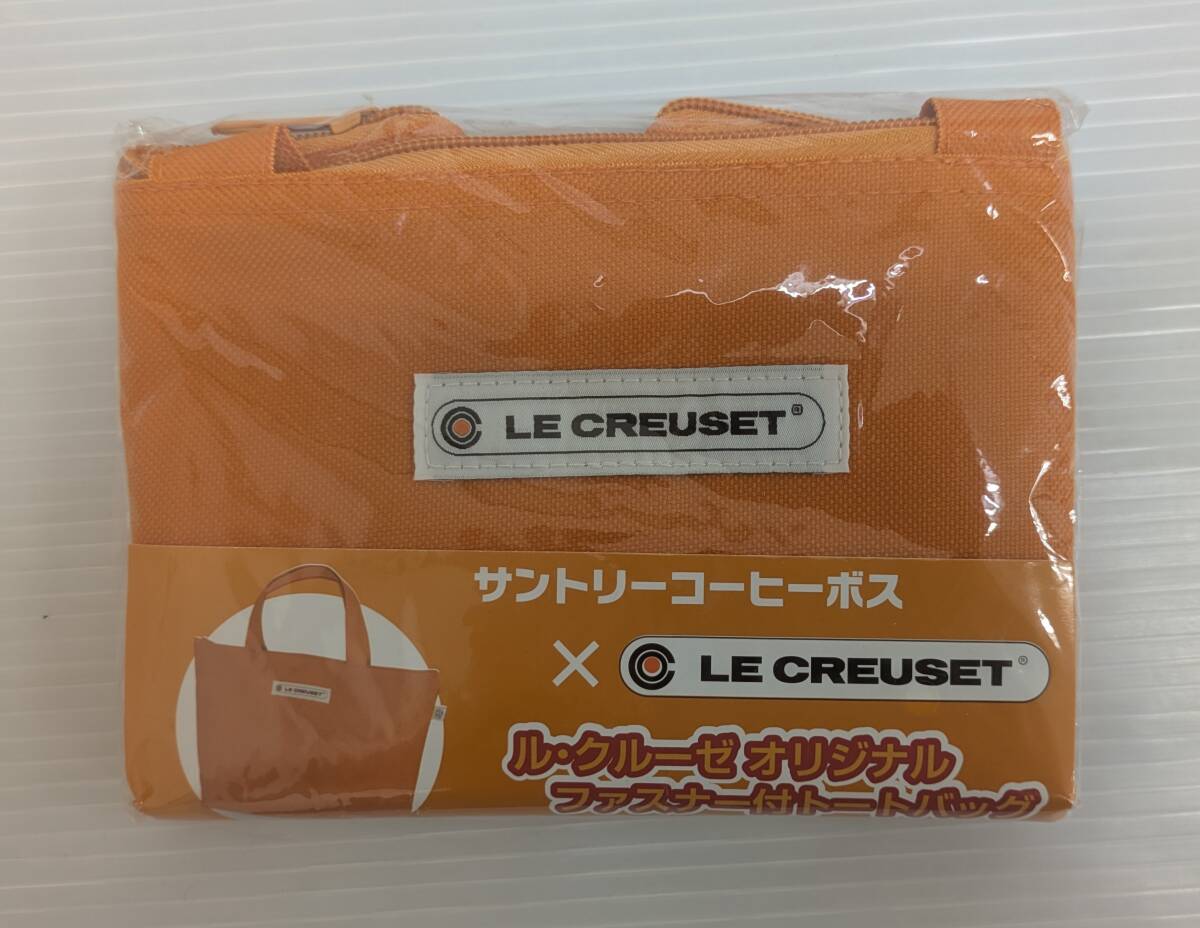 LE CREUSET®
サントリーコーヒーボス
× LE CREUSET®
LE CREUSET
ル・クルーゼ オリジナル
ファスナー付トートバッグ